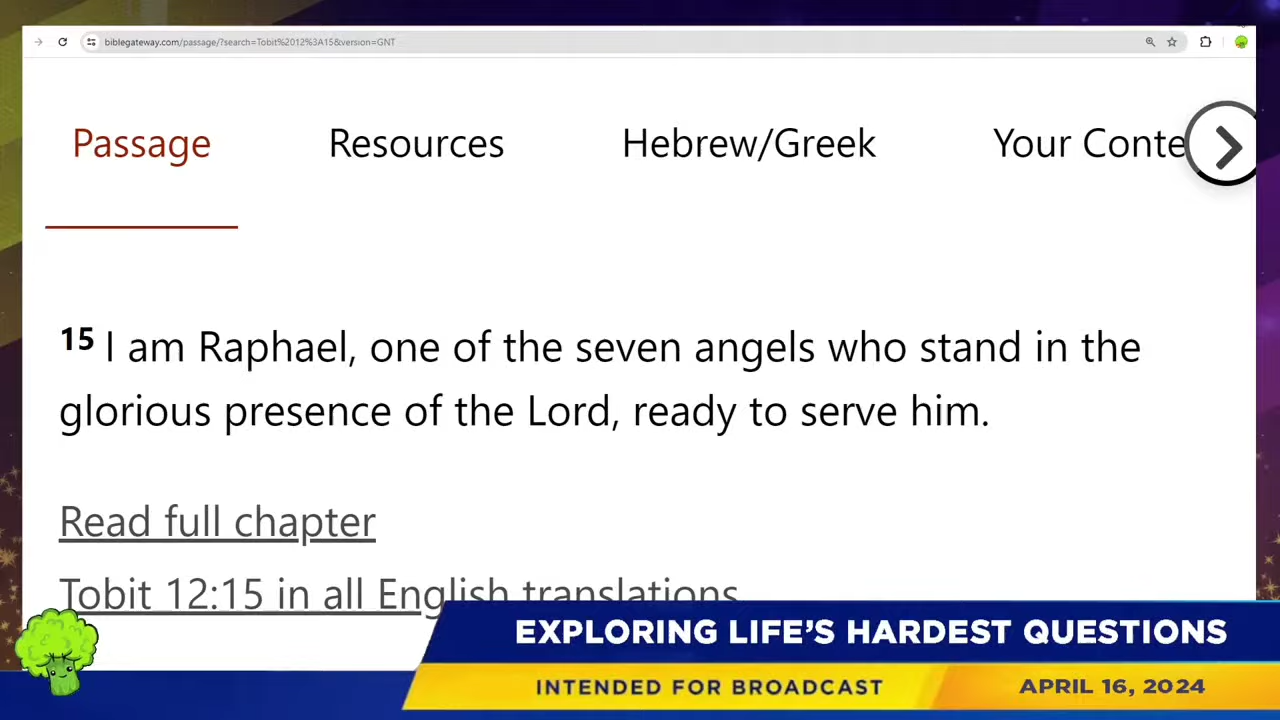 biblegateway.com/passage/?search=Tobit%2012%3A15&version=GNT
Passage Resources Hebrew/Greek Your Conte
15 I am Raphael, one of the seven angels who stand in the
glorious presence of the Lord, ready to serve him.
Read full chapter
Tobit 12:15 in all English translations
EXPLORING LIFE'S HARDEST QUESTIONS
INTENDED FOR BROADCAST APRIL 16, 2024